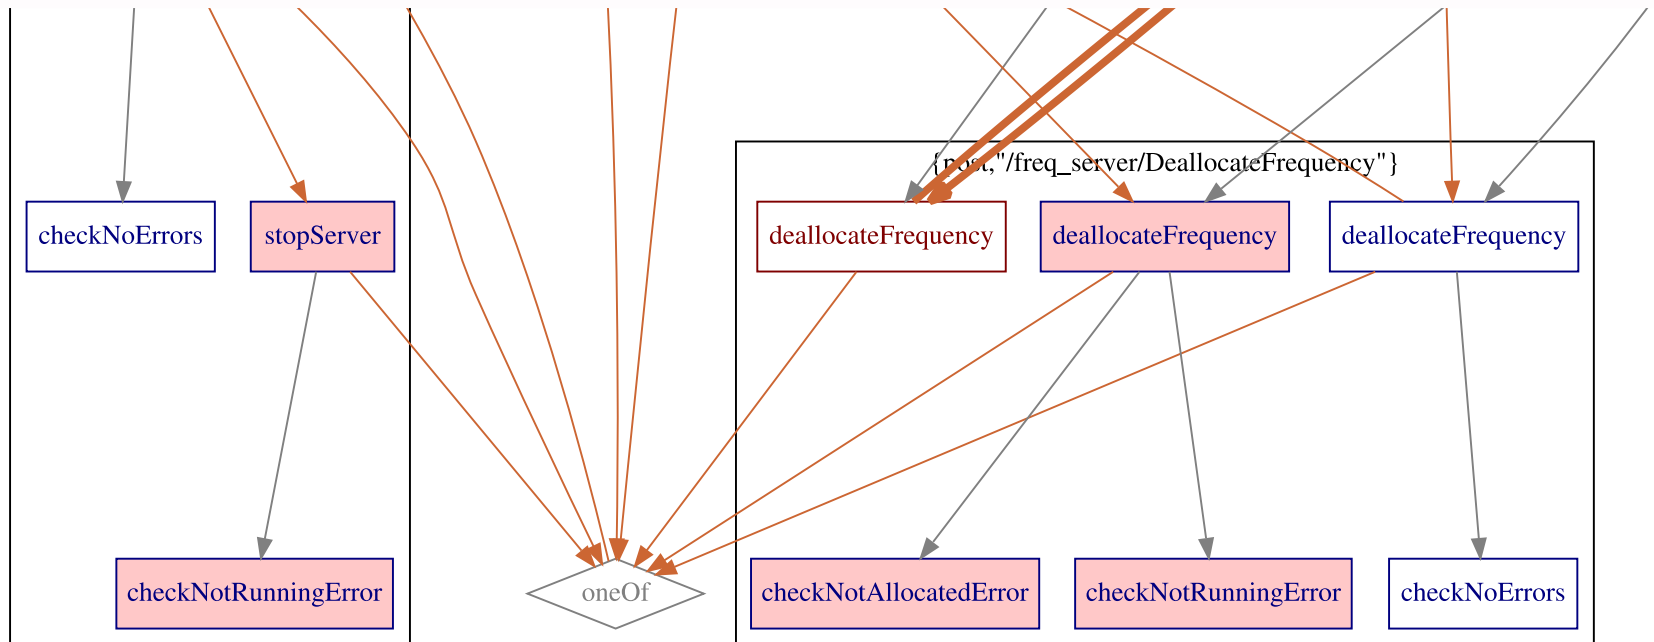 {post,"/freq_server/DeallocateFrequency"}
checkNoErrors
stopServer
deallocateFrequency
deallocateFrequency
deallocateFrequency
checkNotRunningError
oneOf
checkNotAllocatedError
checkNotRunningError
checkNoErrors